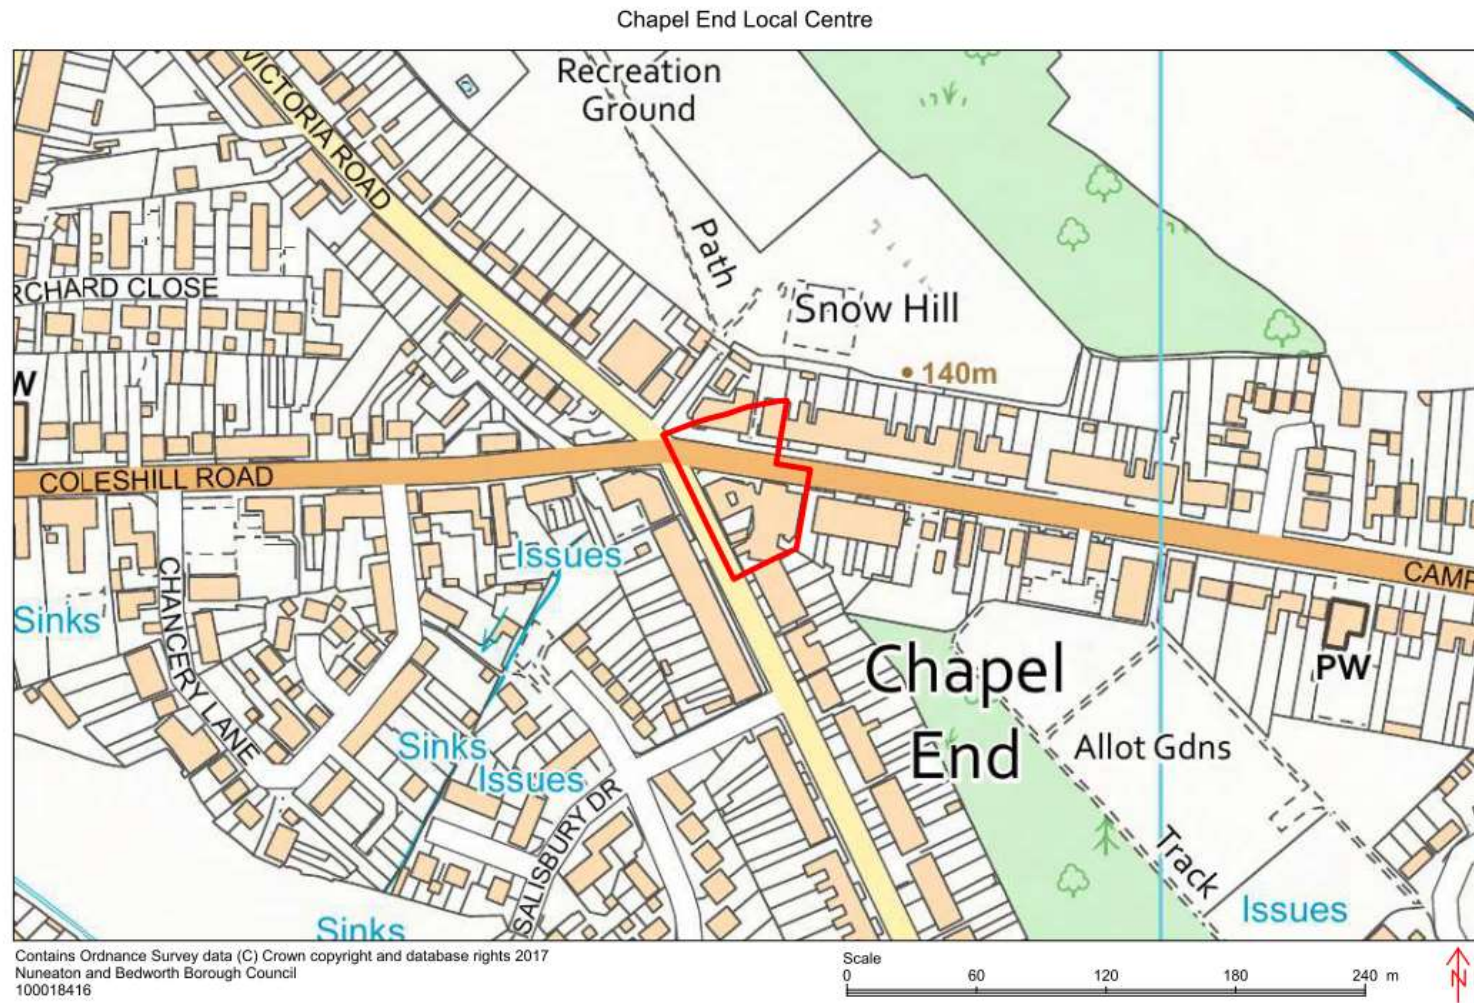 Chapel End Local Centre
VICTORIA ROAD
Recreation
Ground
Path
RCHARD CLOSE
Snow Hill
140m
W
COLESHILL ROAD
CAMP
Issues
Sinks
CHANCERY LANE
PW
Chapel
End
Allot Gdns
Sinks
Issues
SALISBURY DR
Track
Issues
Sinks
Contains Ordnance Survey data (C) Crown copyright and database rights 2017
Nuneaton and Bedworth Borough Council
100018416
Scale
0 60 120 180 240 m
N